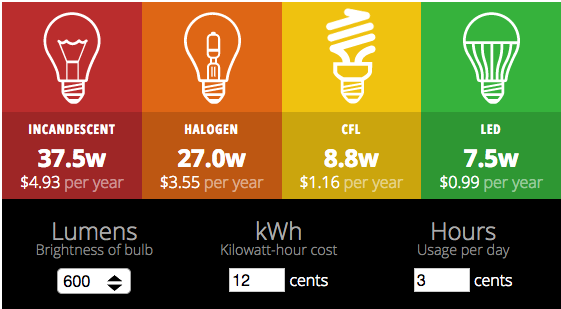 INCANDESCENT HALOGEN CFL LED
37.5w 27.0w 8.8w 7.5w
$4.93 per year $3.55 per year $1.16 per year $0.99 per year
Lumens kWh Hours
Brightness of bulb Kilowatt-hour cost Usage per day
600 12 cents 3 cents